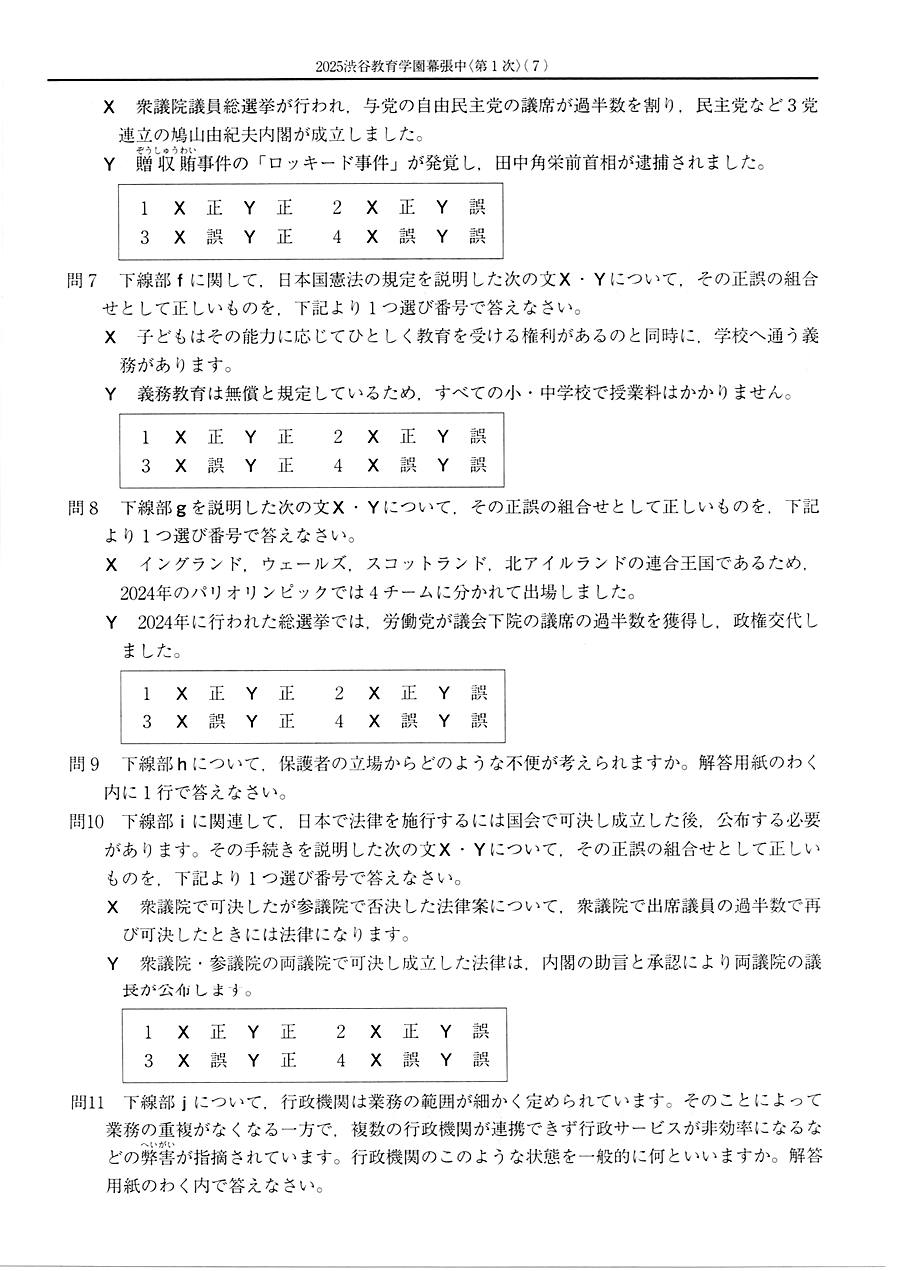 2025渋谷教育学園幕張中〈第1次〉(7)
X 衆議院議員総選挙が行われ，与党の自由民主党の議席が過半数を割り，民主党など3党
連立の鳩山由紀夫内閣が成立しました。
ぞうしゅうわい
Y 贈収賄事件の「ロッキード事件」が発覚し，田中角栄前首相が逮捕されました。
1 X 正 Y 正 2 X 正 Y 誤
3 X 誤 Y 正 4 X 誤 Y 誤
問7 下線部fに関して，日本国憲法の規定を説明した次の文X・Yについて，その正誤の組合
せとして正しいものを，下記より1つ選び番号で答えなさい。
X 子どもはその能力に応じてひとしく教育を受ける権利があるのと同時に，学校へ通う義
務があります。
Y 義務教育は無償と規定しているため，すべての小・中学校で授業料はかかりません。
1 X 正 Y 正 2 X 正 Y 誤
3 X 誤 Y 正 4 X 誤 Y 誤
問8 下線部gを説明した次の文X・Yについて，その正誤の組合せとして正しいものを，下記
より1つ選び番号で答えなさい。
X イングランド，ウェールズ，スコットランド，北アイルランドの連合王国であるため，
2024年のパリオリンピックでは4チームに分かれて出場しました。
Y 2024年に行われた総選挙では，労働党が議会下院の議席の過半数を獲得し，政権交代し
ました。
1 X 正 Y 正 2 X 正 Y 誤
3 X 誤 Y 正 4 X 誤 Y 誤
問9 下線部hについて，保護者の立場からどのような不便が考えられますか。解答用紙のわく
内に1行で答えなさい。
問10 下線部iに関連して，日本で法律を施行するには国会で可決し成立した後，公布する必要
があります。その手続きを説明した次の文X・Yについて，その正誤の組合せとして正しい
ものを，下記より1つ選び番号で答えなさい。
X 衆議院で可決したが参議院で否決した法律案について，衆議院で出席議員の過半数で再
び可決したときには法律になります。
Y 衆議院・参議院の両議院で可決し成立した法律は，内閣の助言と承認により両議院の議
長が公布します。
1 X 正 Y 正 2 X 正 Y 誤
3 X 誤 Y 正 4 X 誤 Y 誤
問11 下線部jについて，行政機関は業務の範囲が細かく定められています。そのことによって
業務の重複がなくなる一方で，複数の行政機関が連携できず行政サービスが非効率になるな
へいがい
どの弊害が指摘されています。行政機関のこのような状態を一般的に何といいますか。解答
用紙のわく内で答えなさい。